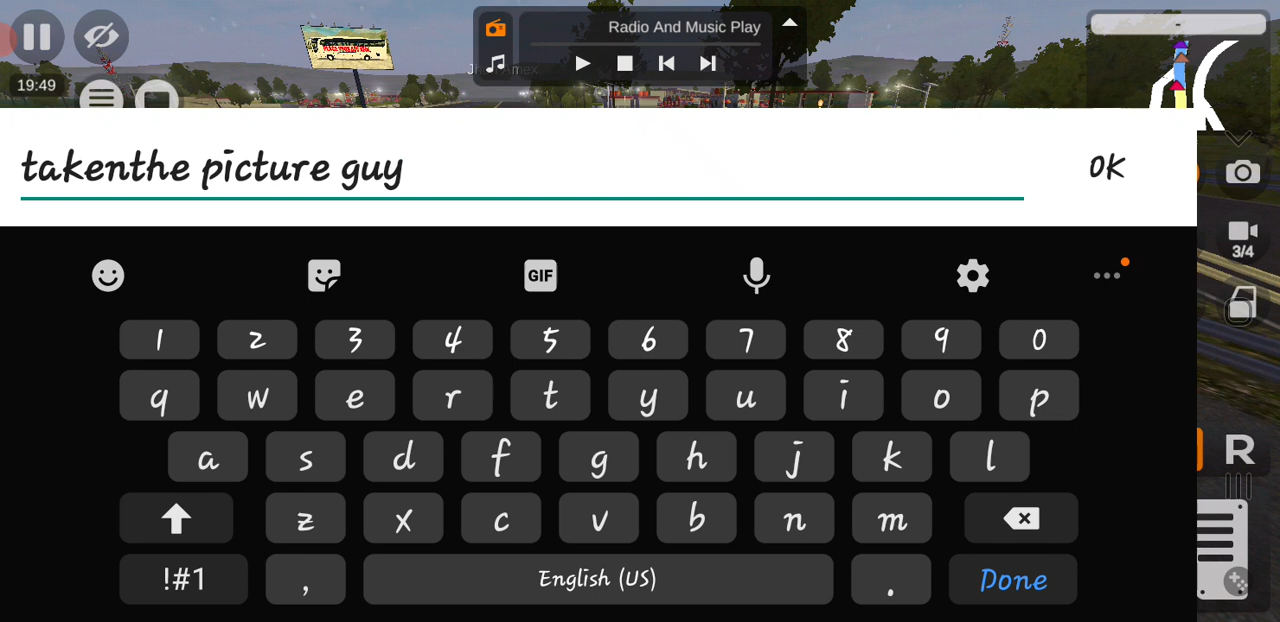 Radio And Music Play
19:49
takenthe picture guy
OK
3/4
GIF
1 2 3 4 5 6 7 8 9 0
q w e r t y u i o p
a s d f g h j k l
R
z x c v b n m
!#1 , English (US) . Done